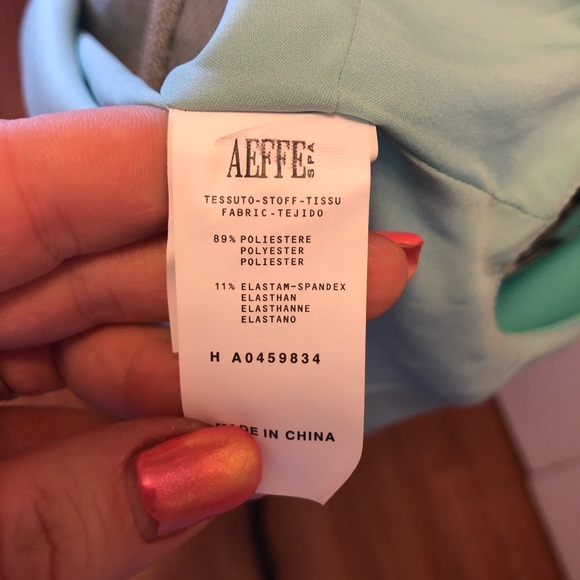 AEFFE SPA
TESSUTO-STOFF-TISSU
FABRIC-TEJIDO
89% POLIESTERE
POLYESTER
POLIESTER
11% ELASTAM-SPANDEX
ELASTHAN
ELASTHANNE
ELASTANO
H A0459834
MADE IN CHINA